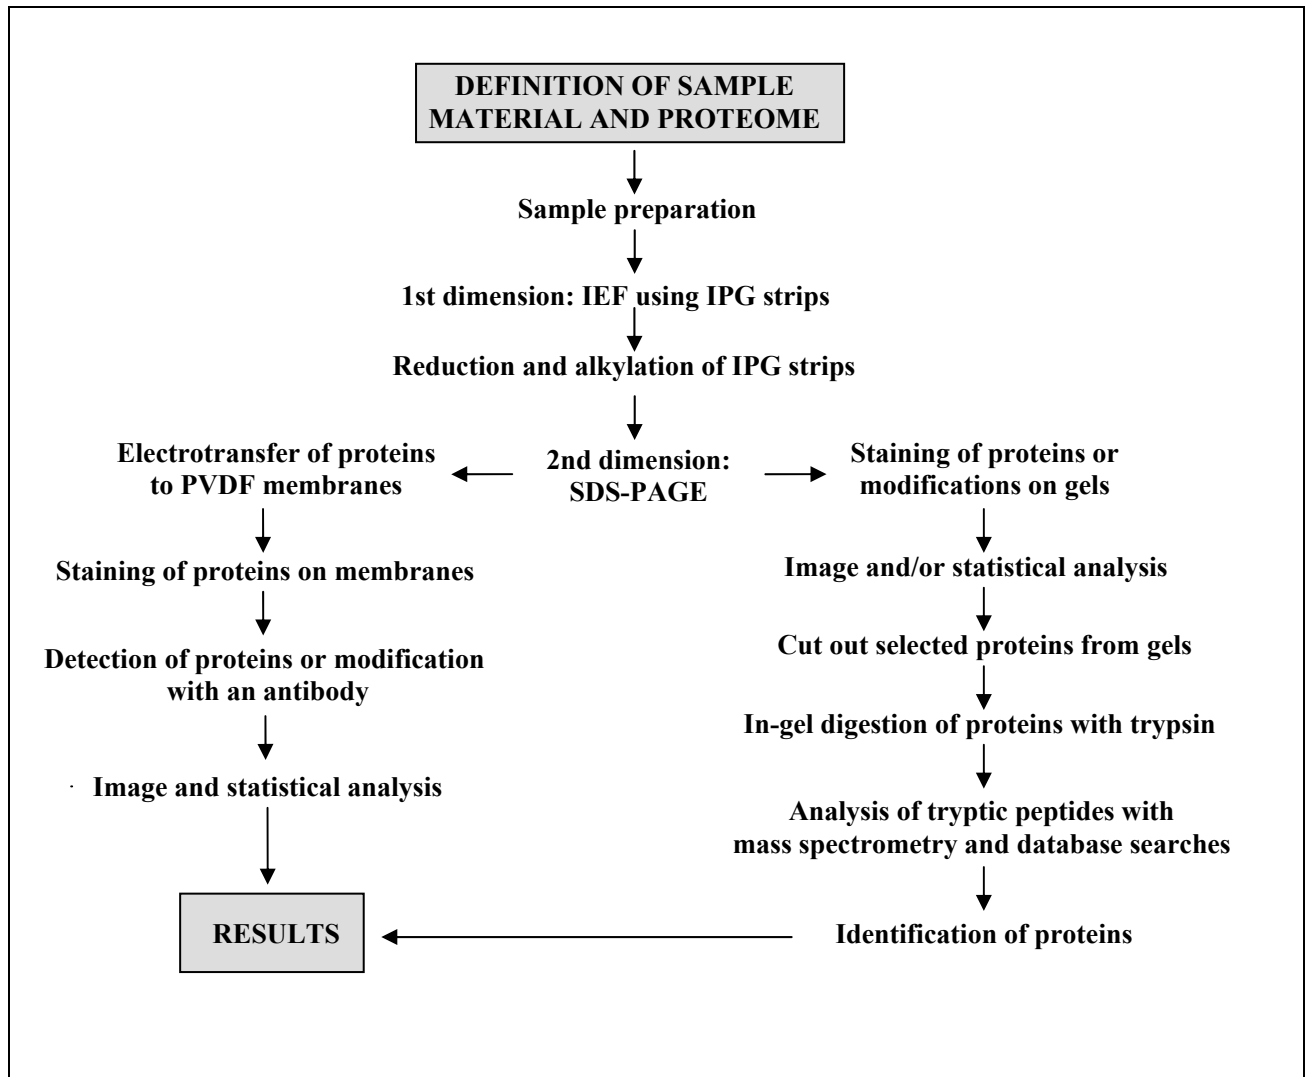 DEFINITION OF SAMPLE
MATERIAL AND PROTEOME
Sample preparation
1st dimension: IEF using IPG strips
Reduction and alkylation of IPG strips
2nd dimension:
SDS-PAGE
Electrotransfer of proteins
to PVDF membranes
Staining of proteins on membranes
Detection of proteins or modification
with an antibody
Image and statistical analysis
Staining of proteins or
modifications on gels
Image and/or statistical analysis
Cut out selected proteins from gels
In-gel digestion of proteins with trypsin
Analysis of tryptic peptides with
mass spectrometry and database searches
Identification of proteins
RESULTS